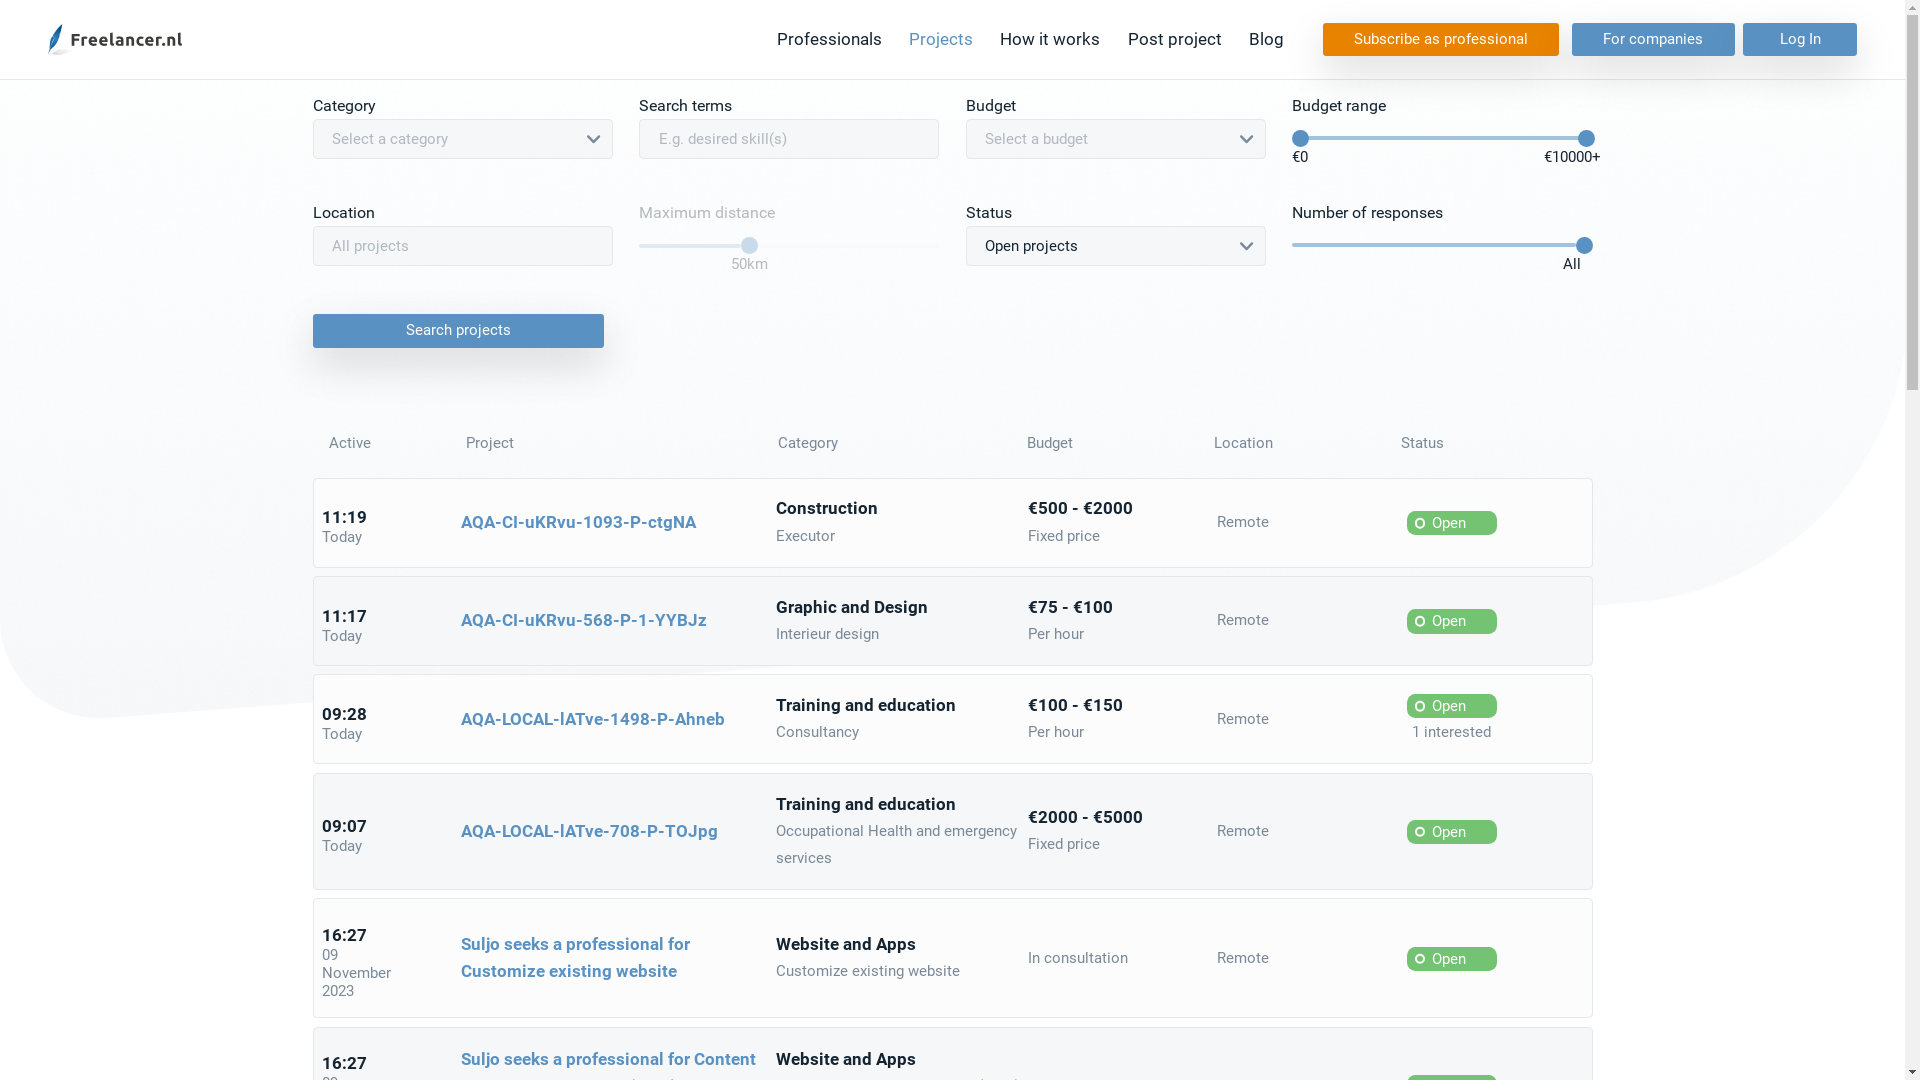 Freelancer.nl
Professionals Projects How it works Post project Blog Subscribe as professional For companies Log In
Category Search terms Budget Budget range
Select a category E.g. desired skill(s) Select a budget
€0 €10000+
Location Maximum distance Status Number of responses
All projects Open projects
50km All
Search projects
Active Project Category Budget Location Status
11:19
Today
AQA-CI-uKRvu-1093-P-ctgNA
Construction
Executor
€500 - €2000
Fixed price
Remote
Open
11:17
Today
AQA-CI-uKRvu-568-P-1-YYBJz
Graphic and Design
Interieur design
€75 - €100
Per hour
Remote
Open
09:28
Today
AQA-LOCAL-lATve-1498-P-Ahneb
Training and education
Consultancy
€100 - €150
Per hour
Remote
Open
1 interested
09:07
Today
AQA-LOCAL-lATve-708-P-TOJpg
Training and education
Occupational Health and emergency
services
€2000 - €5000
Fixed price
Remote
Open
16:27
09
November
2023
Suljo seeks a professional for
Customize existing website
Website and Apps
Customize existing website
In consultation
Remote
Open
16:27
Suljo seeks a professional for Content
Website and Apps